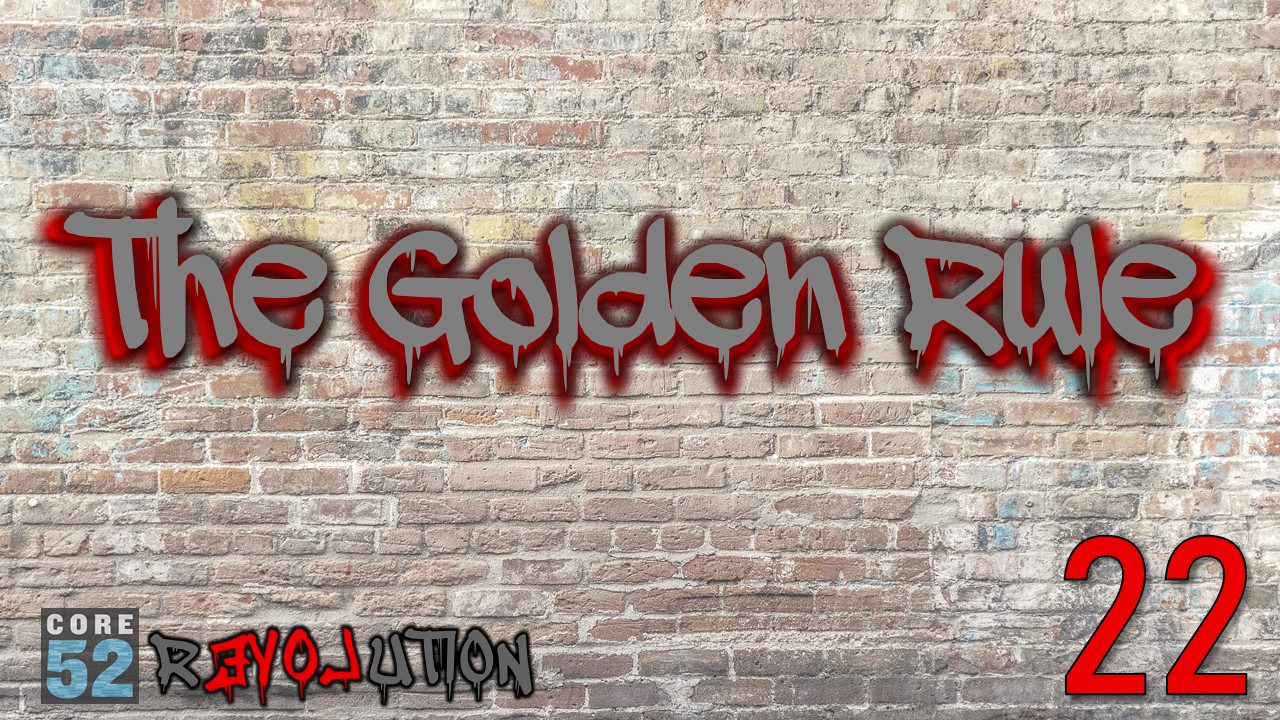 The Golden Rule
CORE
52
REVOLUTION
22